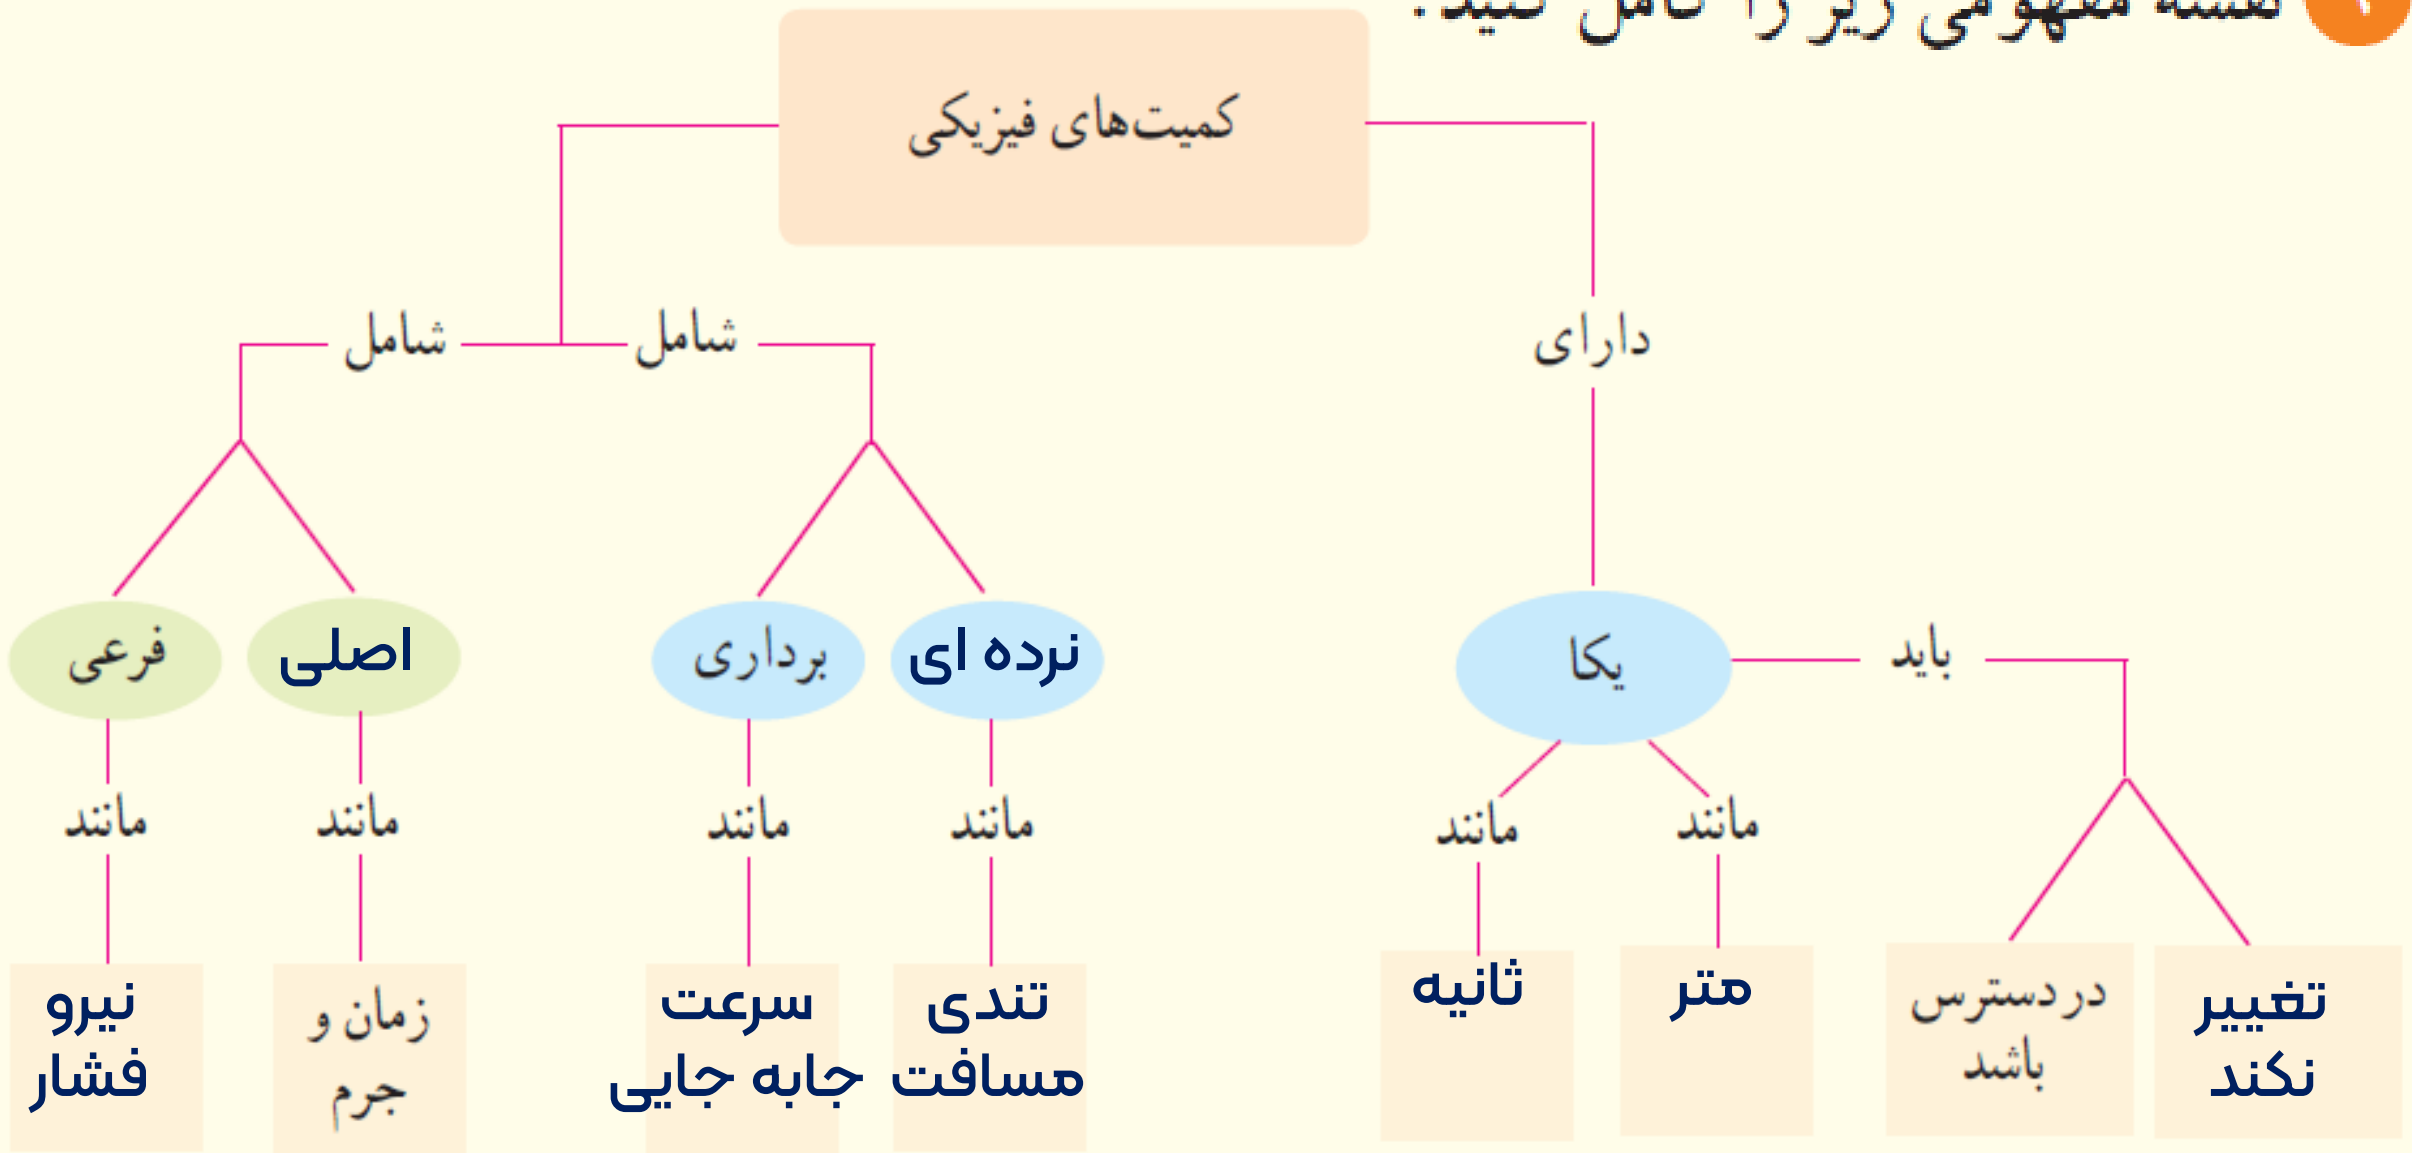 نقشه مفهومی زیر را کامل کنید.
کمیت‌های فیزیکی
دارای
شامل
شامل
یکا
باید
نرده ای
برداری
اصلی
فرعی
مانند
مانند
مانند
مانند
مانند
مانند
تغییر
نکند
در دسترس
باشد
متر
ثانیه
تندی
مسافت
سرعت
جابه جایی
زمان و
جرم
نیرو
فشار